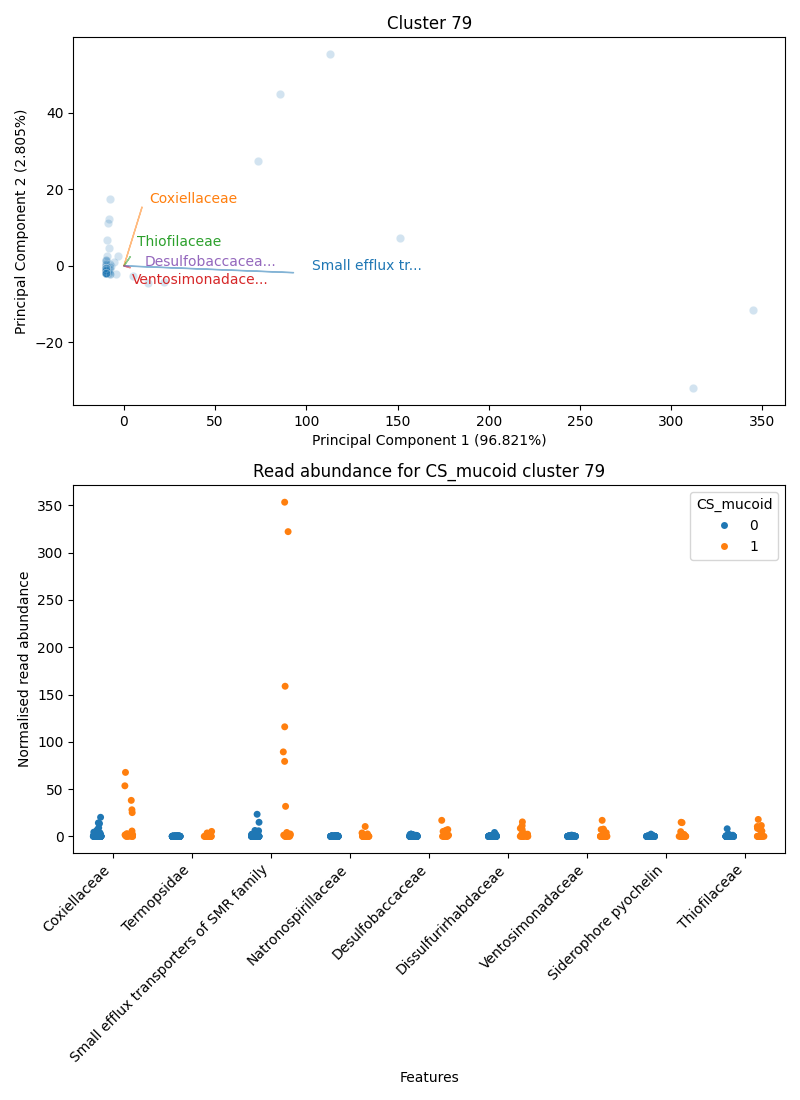 Cluster 79
Principal Component 2 (2.805%)
40
20
0
−20
Coxiellaceae
Thiofilaceae
Desulfobaccacea...
Small efflux tr...
Ventosimonadace...
0
50
100
150
200
250
300
350
Principal Component 1 (96.821%)
Read abundance for CS_mucoid cluster 79
Normalised read abundance
350
300
250
200
150
100
50
0
CS_mucoid
0
1
Coxiellaceae
Termopsidae
Small efflux transporters of SMR family
Natronospirillaceae
Desulfobaccaceae
Dissulfurirhabdaceae
Ventosimonadaceae
Siderophore pyochelin
Thiofilaceae
Features